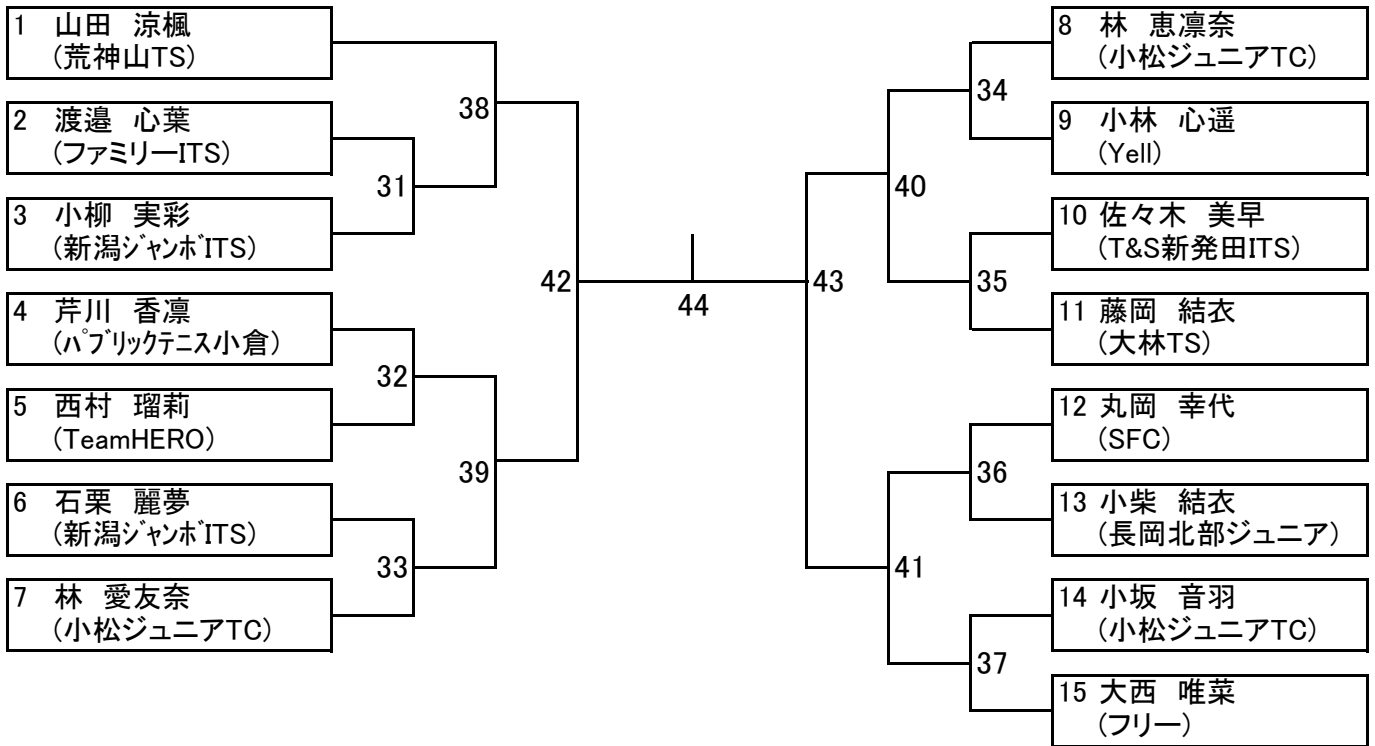 1 山田 涼楓
(荒神山TS)
2 渡邉 心葉
(ファミリーITS)
3 小柳 実彩
(新潟ｼﾞｬﾝﾎﾞITS)
4 芹川 香凛
(ﾊﾟﾌﾞﾘｯｸﾃﾆｽ小倉)
5 西村 瑠莉
(TeamHERO)
6 石栗 麗夢
(新潟ｼﾞｬﾝﾎﾞITS)
7 林 愛友奈
(小松ジュニアTC)
31
32
33
38
39
42
44
43
40
41
34
35
36
37
8 林 恵凛奈
(小松ジュニアTC)
9 小林 心遥
(Yell)
10 佐々木 美早
(T&S新発田ITS)
11 藤岡 結衣
(大林TS)
12 丸岡 幸代
(SFC)
13 小柴 結衣
(長岡北部ジュニア)
14 小坂 音羽
(小松ジュニアTC)
15 大西 唯菜
(フリー)